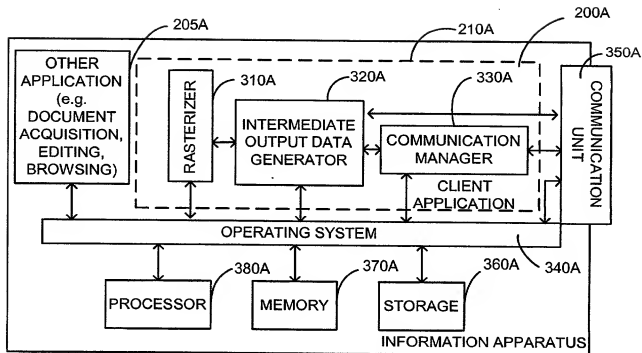 205A
210A
200A
350A
OTHER
APPLICATION
(e.g.
DOCUMENT
ACQUISITION,
EDITING,
BROWSING)
310A
320A
330A
RASTERIZER
INTERMEDIATE
OUTPUT DATA
GENERATOR
COMMUNICATION
MANAGER
CLIENT
APPLICATION
COMMUNICATION
UNIT
OPERATING SYSTEM
340A
380A
370A
360A
PROCESSOR
MEMORY
STORAGE
INFORMATION APPARATUS